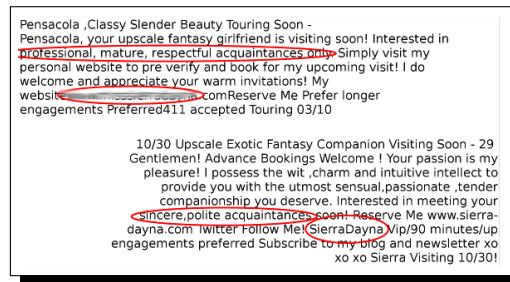 Pensacola ,Classy Slender Beauty Touring Soon -
Pensacola, your upscale fantasy girlfriend is visiting soon! Interested in
professional, mature, respectful acquaintances only. Simply visit my
personal website to pre verify and book for my upcoming visit! I do
welcome and appreciate your warm invitations! My
comReserve Me Prefer longer
engagements Preferred411 accepted Touring 03/10
10/30 Upscale Exotic Fantasy Companion Visiting Soon - 29
Gentlemen! Advance Bookings Welcome ! Your passion is my
pleasure! I possess the wit ,charm and intuitive intellect to
provide you with the utmost sensual,passionate ,tender
companionship you deserve. Interested in meeting your
sincere,polite acquaintances soon! Reserve Me www.sierra-
dayna.com Twitter Follow Me! SierraDayna Vip/90 minutes/up
engagements preferred Subscribe to my blog and newsletter xo
xo xo Sierra Visiting 10/30!